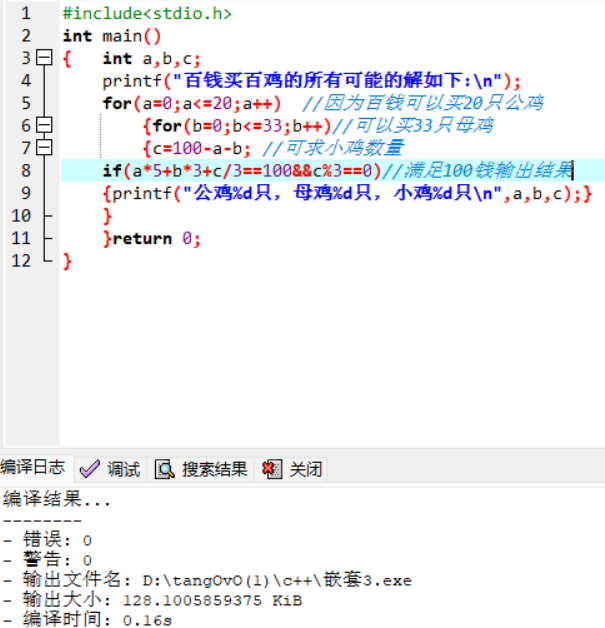 1 #include<stdio.h>
2 int main()
3 { int a,b,c;
4 printf("百钱买百鸡的所有可能的解如下:\n");
5 for(a=0;a<=20;a++) //因为百钱可以买20只公鸡
6 {for(b=0;b<=33;b++)//可以买33只母鸡
7 {c=100-a-b; //可求小鸡数量
8 if(a*5+b*3+c/3==100&&c%3==0)//满足100钱输出结果
9 {printf("公鸡%d只, 母鸡%d只, 小鸡%d只\n",a,b,c);}
10 }
11 }return 0;
12 }
编译日志 调试 搜索结果 关闭
编译结果...
--------
- 错误: 0
- 警告: 0
- 输出文件名: D:\tangOvO(1)\c++\嵌套3.exe
- 输出大小: 128.1005859375 KiB
- 编译时间: 0.16s